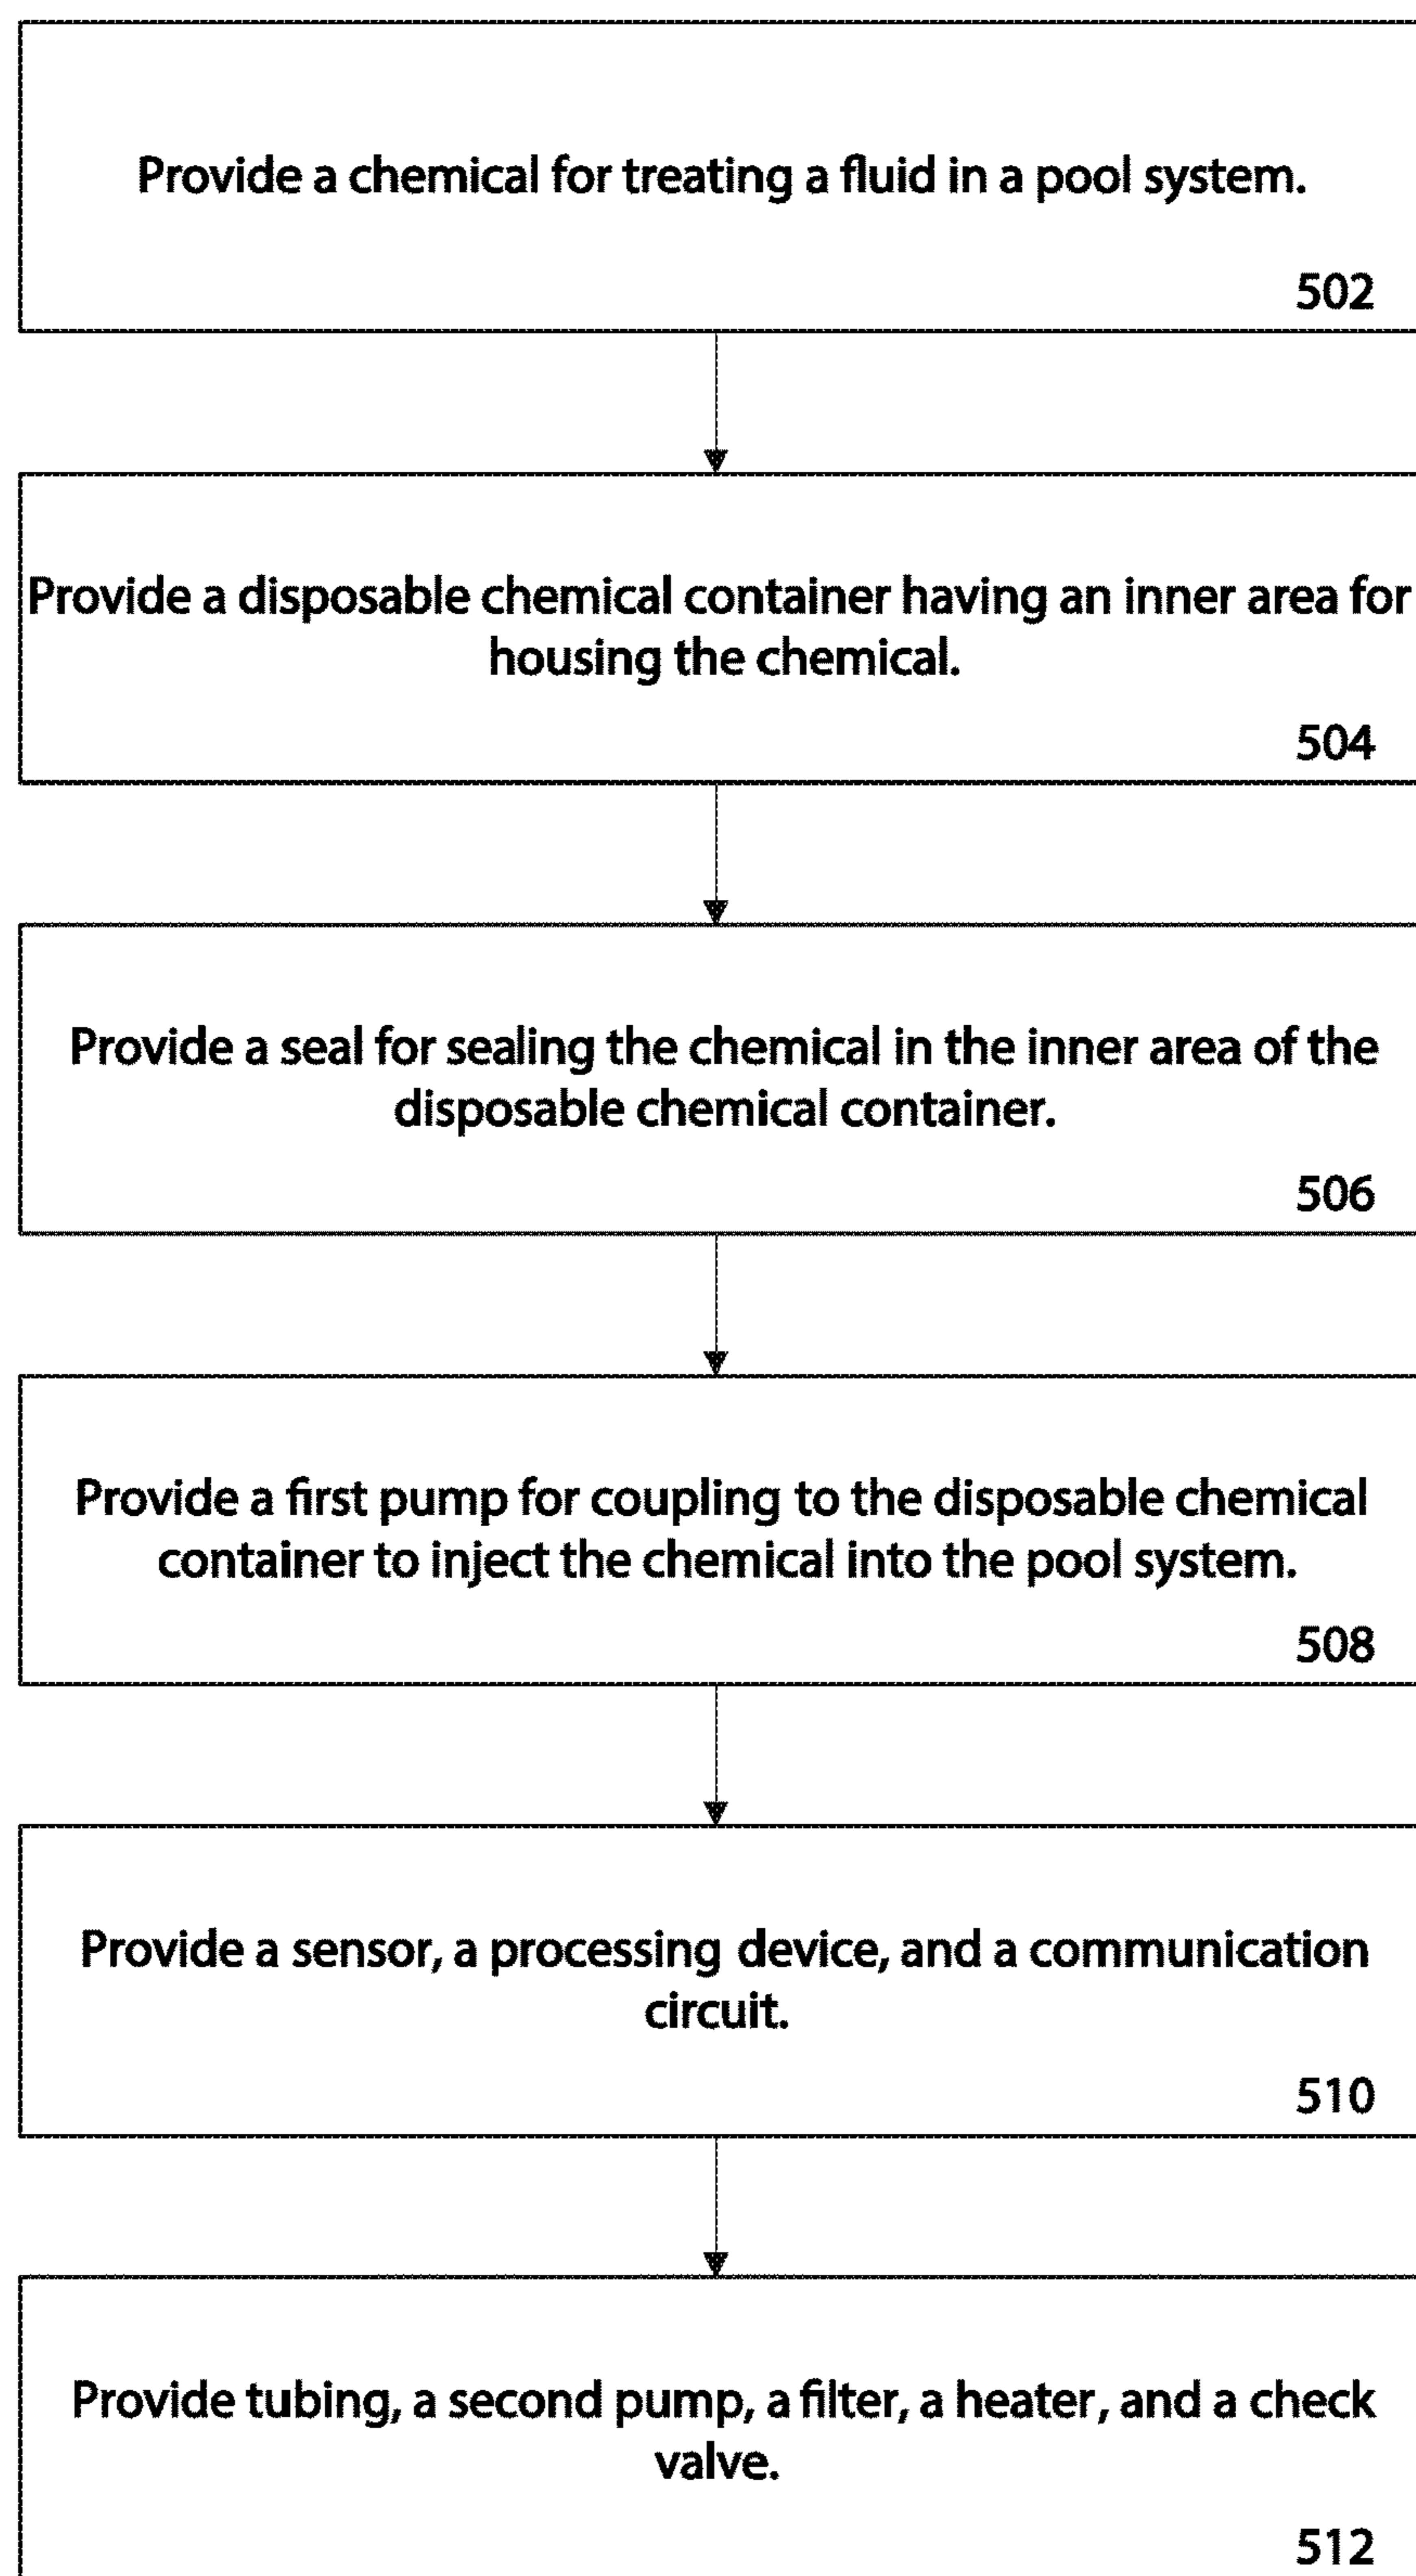 Provide a chemical for treating a fluid in a pool system.
502
Provide a disposable chemical container having an inner area for
housing the chemical.
504
Provide a seal for sealing the chemical in the inner area of the
disposable chemical container.
506
Provide a first pump for coupling to the disposable chemical
container to inject the chemical into the pool system.
508
Provide a sensor, a processing device, and a communication
circuit.
510
Provide tubing, a second pump, a filter, a heater, and a check
valve.
512